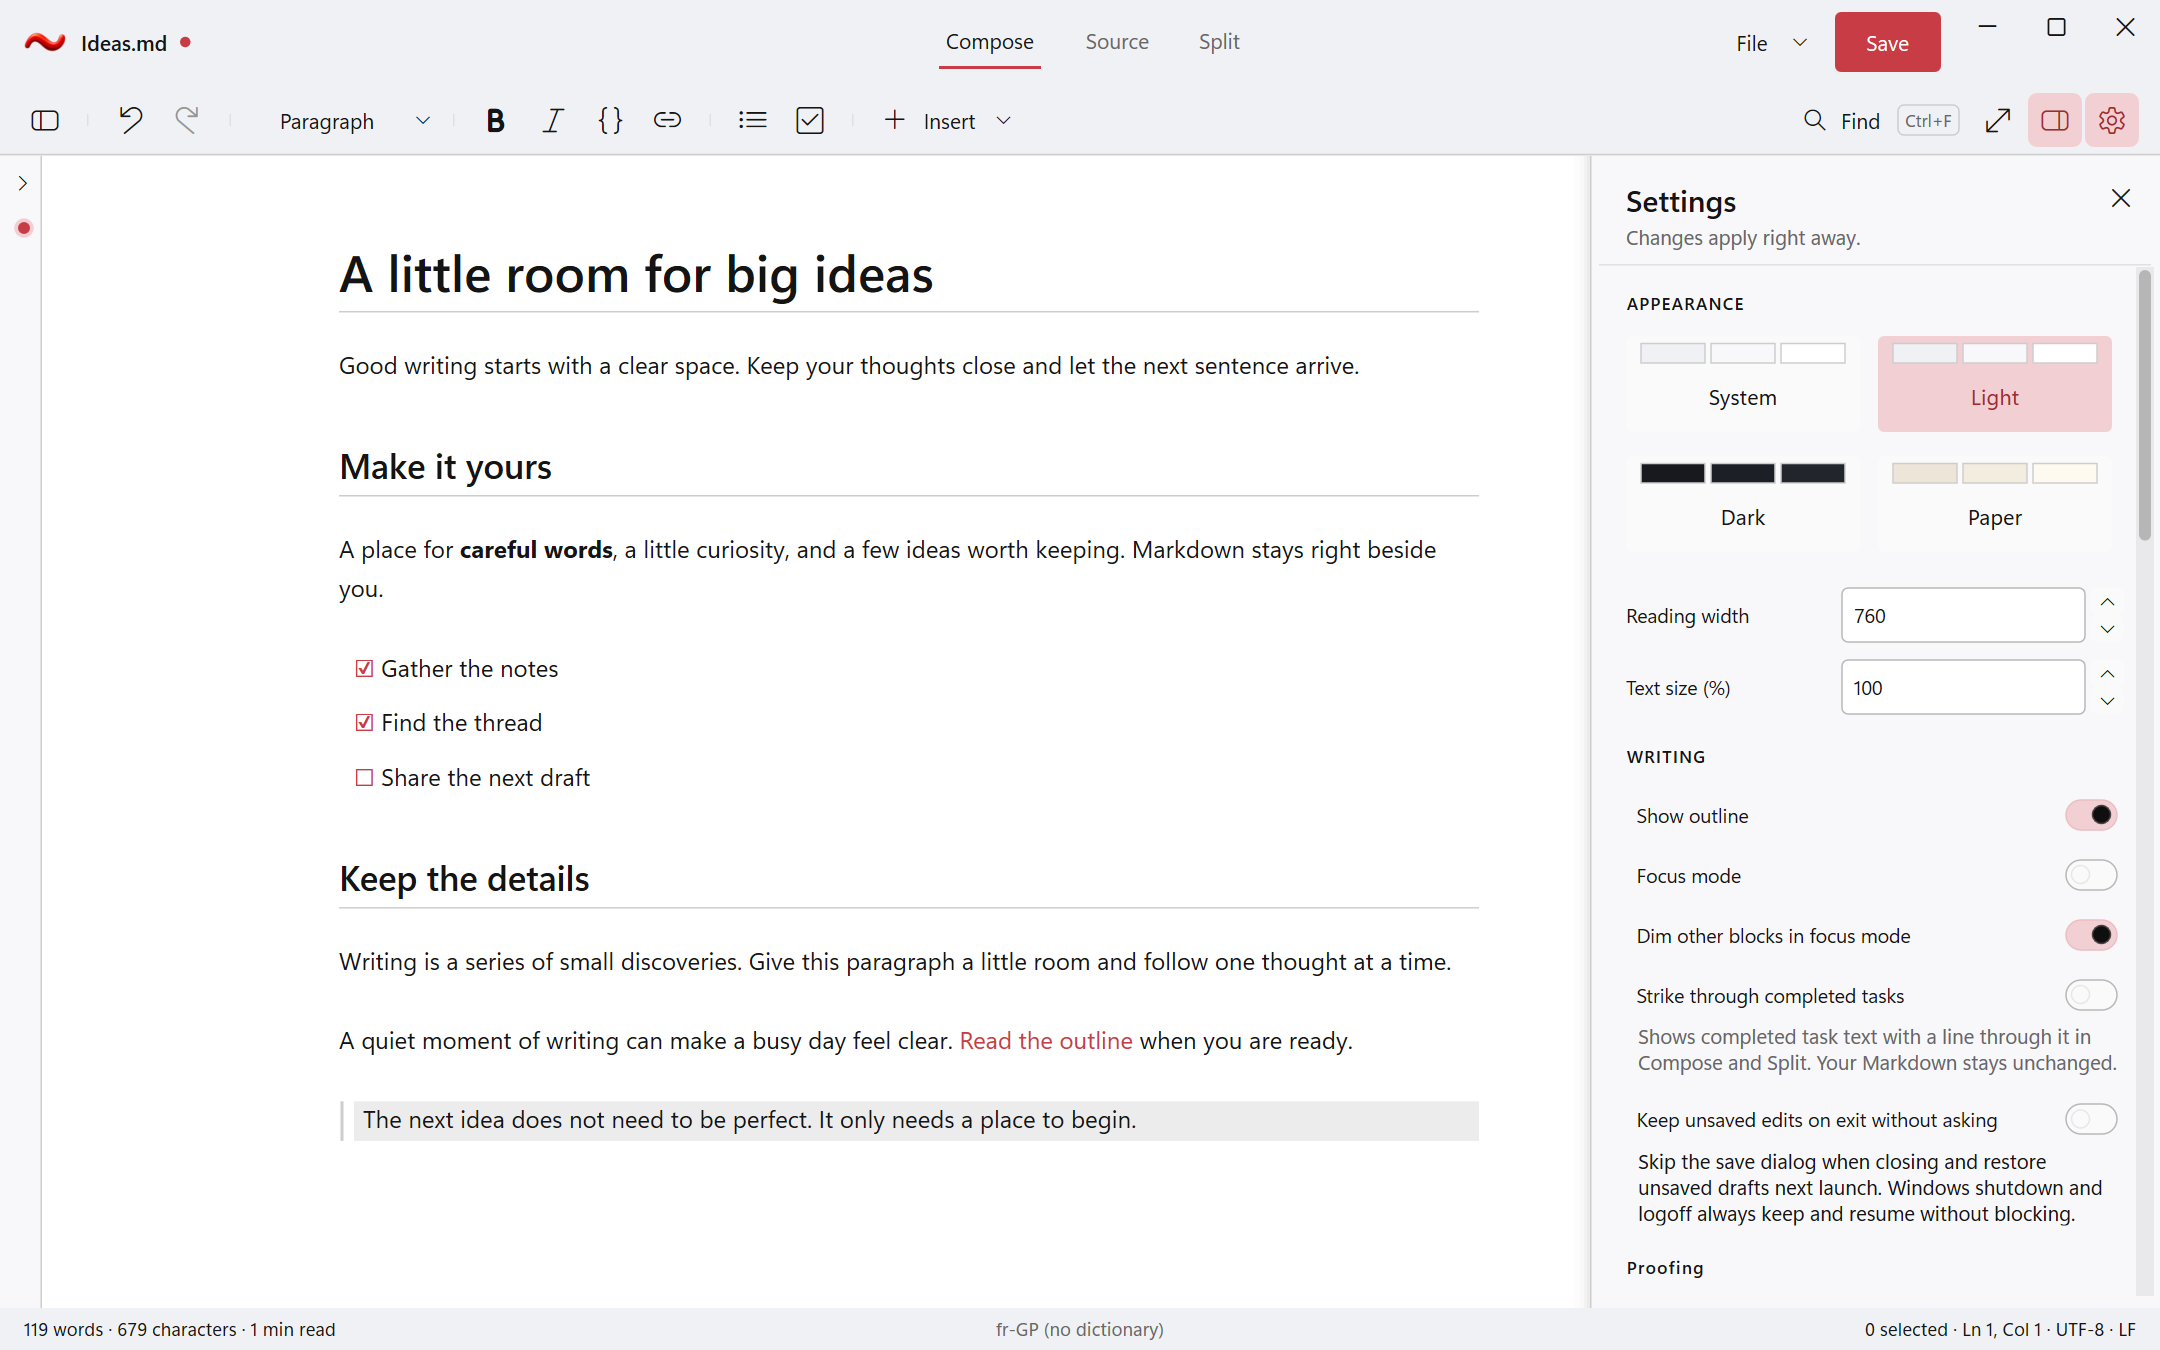 Ideas.md
Compose
Source
Split
File
Save
Paragraph
B
I
{}
Insert
Find
Ctrl+F
A little room for big ideas
Good writing starts with a clear space. Keep your thoughts close and let the next sentence arrive.
Make it yours
A place for careful words, a little curiosity, and a few ideas worth keeping. Markdown stays right beside
you.
Gather the notes
Find the thread
Share the next draft
Keep the details
Writing is a series of small discoveries. Give this paragraph a little room and follow one thought at a time.
A quiet moment of writing can make a busy day feel clear. Read the outline when you are ready.
The next idea does not need to be perfect. It only needs a place to begin.
Settings
Changes apply right away.
APPEARANCE
System
Light
Dark
Paper
Reading width
760
Text size (%)
100
WRITING
Show outline
Focus mode
Dim other blocks in focus mode
Strike through completed tasks
Shows completed task text with a line through it in
Compose and Split. Your Markdown stays unchanged.
Keep unsaved edits on exit without asking
Skip the save dialog when closing and restore
unsaved drafts next launch. Windows shutdown and
logoff always keep and resume without blocking.
Proofing
119 words · 679 characters · 1 min read
fr-GP (no dictionary)
0 selected · Ln 1, Col 1 · UTF-8 · LF